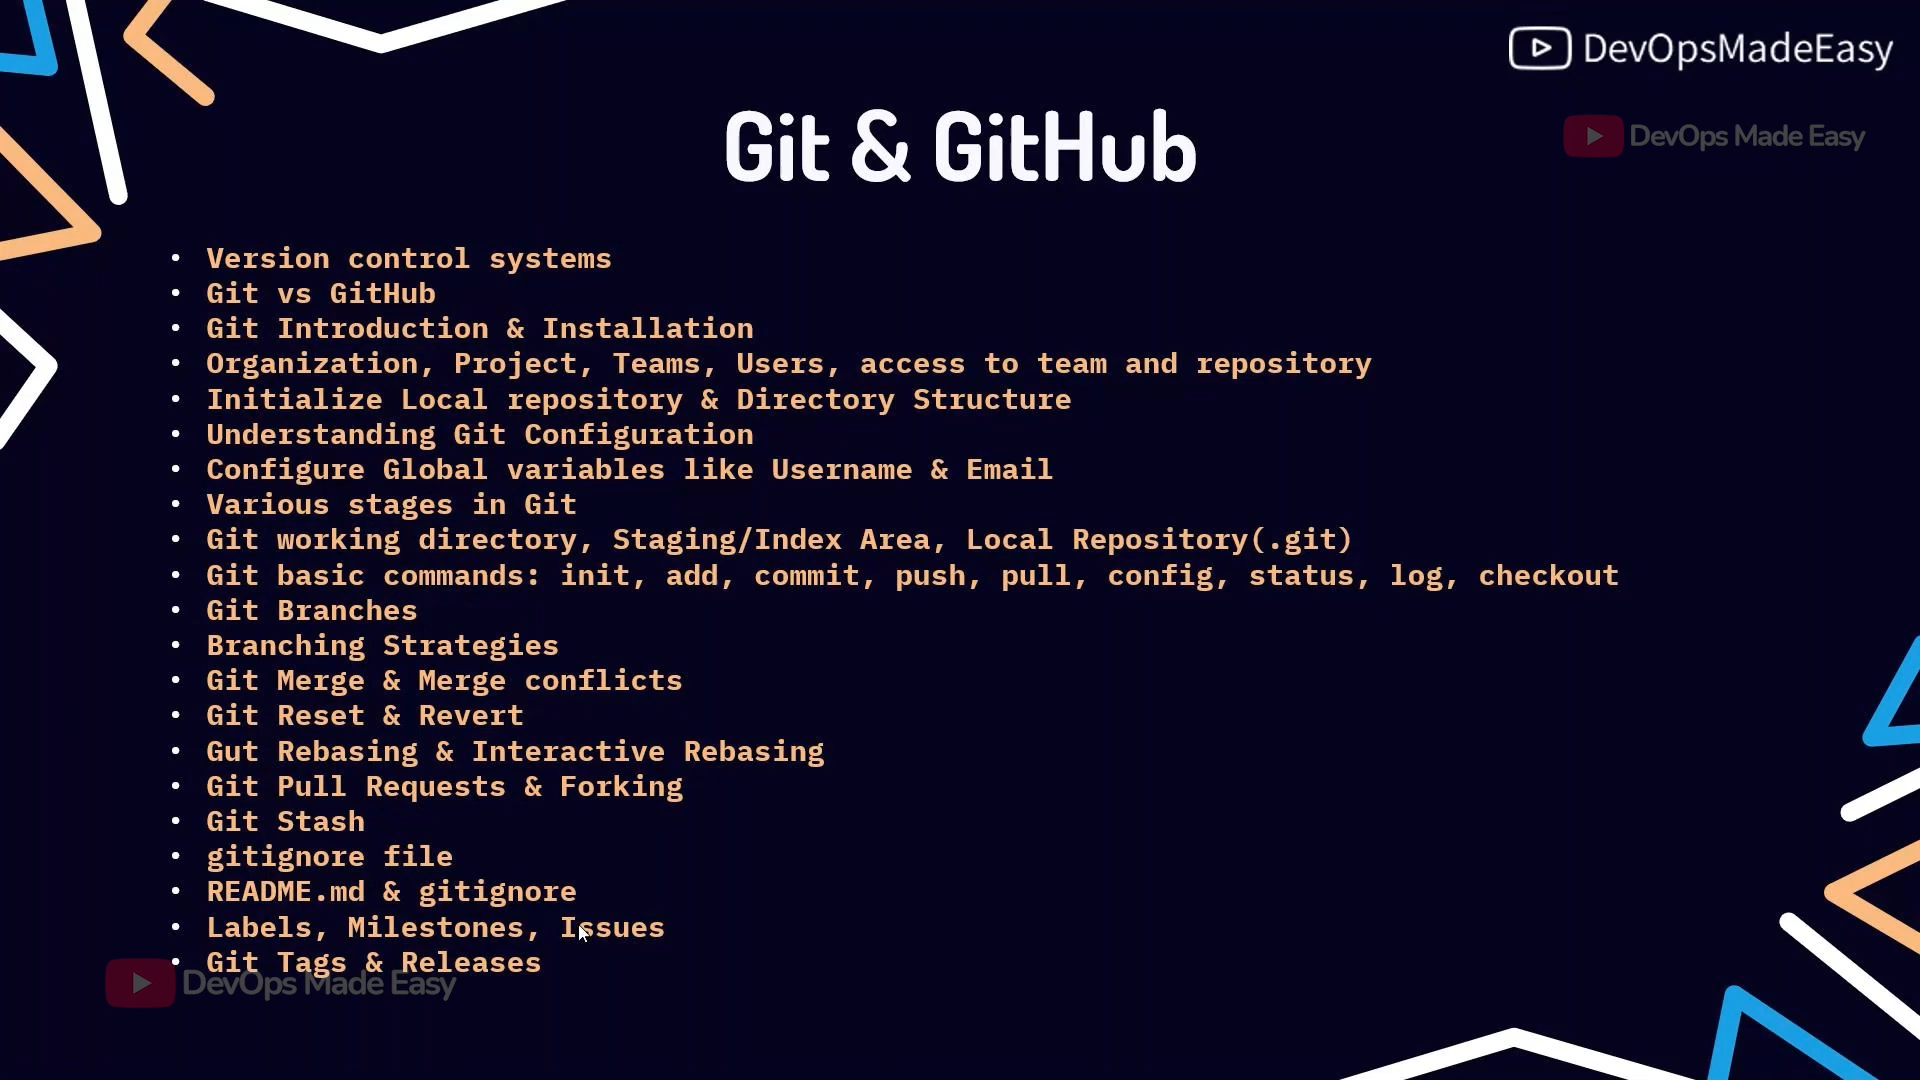 DevOpsMadeEasy
Git & GitHub
DevOps Made Easy
• Version control systems
• Git vs GitHub
• Git Introduction & Installation
• Organization, Project, Teams, Users, access to team and repository
• Initialize Local repository & Directory Structure
• Understanding Git Configuration
• Configure Global variables like Username & Email
• Various stages in Git
• Git working directory, Staging/Index Area, Local Repository(.git)
• Git basic commands: init, add, commit, push, pull, config, status, log, checkout
• Git Branches
• Branching Strategies
• Git Merge & Merge conflicts
• Git Reset & Revert
• Gut Rebasing & Interactive Rebasing
• Git Pull Requests & Forking
• Git Stash
• gitignore file
• README.md & gitignore
• Labels, Milestones, Issues
• Git Tags & Releases
DevOps Made Easy